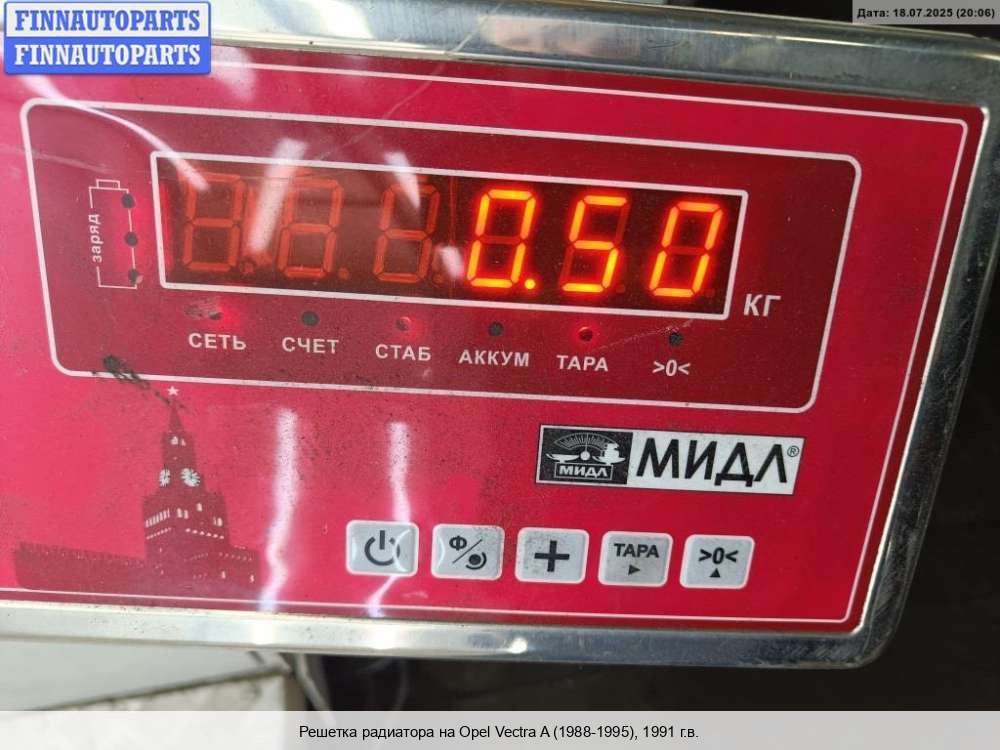 FINNAUTOPARTS
FINNAUTOPARTS
Дата: 18.07.2025 (20:06)
заряд
0.50
КГ
СЕТЬ СЧЕТ СТАБ АККУМ ТАРА >0<
МИДЛ МИДЛ®
Ф ТАРА >0<
Решетка радиатора на Opel Vectra A (1988-1995), 1991 г.в.